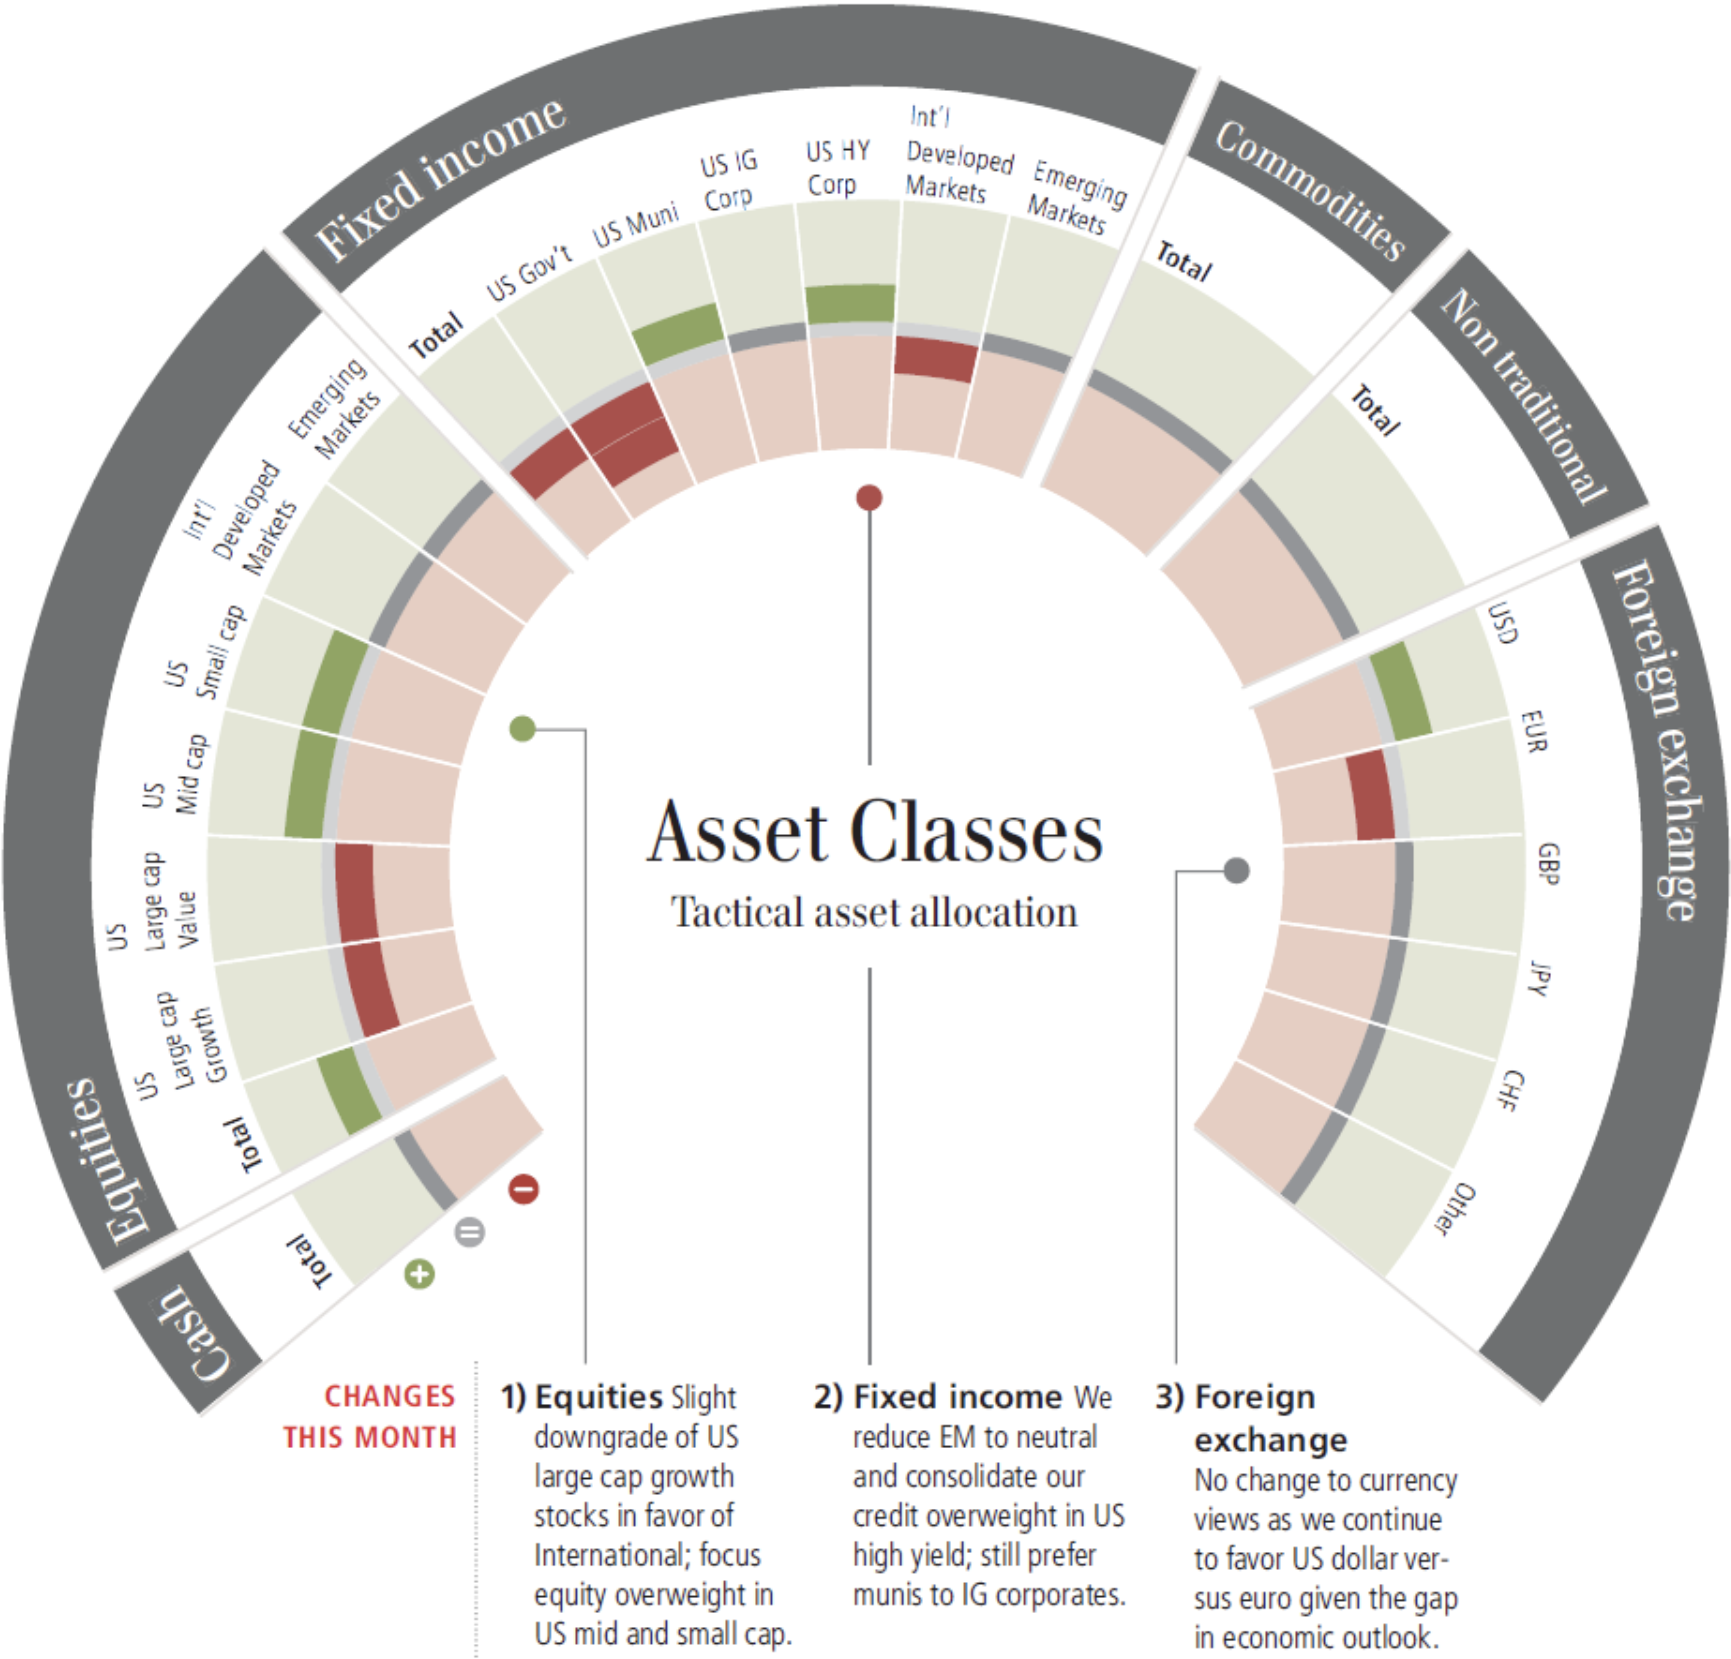 Fixed income
Commodities
Non traditional
Foreign exchange
Equities
Cash
Total
US Gov't
US Muni
US IG
Corp
US HY
Corp
Int'l
Developed
Markets
Emerging
Markets
Total
Total
USD
EUR
GBP
JPY
CHF
Other
Emerging
Markets
Int'l
Developed
Markets
US
Small cap
US
Mid cap
US
Large cap
Value
US
Large cap
Growth
Total
Total
Asset Classes
Tactical asset allocation
CHANGES
THIS MONTH
1) Equities Slight
downgrade of US
large cap growth
stocks in favor of
International; focus
equity overweight in
US mid and small cap.
2) Fixed income We
reduce EM to neutral
and consolidate our
credit overweight in US
high yield; still prefer
munis to IG corporates.
3) Foreign
exchange
No change to currency
views as we continue
to favor US dollar ver-
sus euro given the gap
in economic outlook.